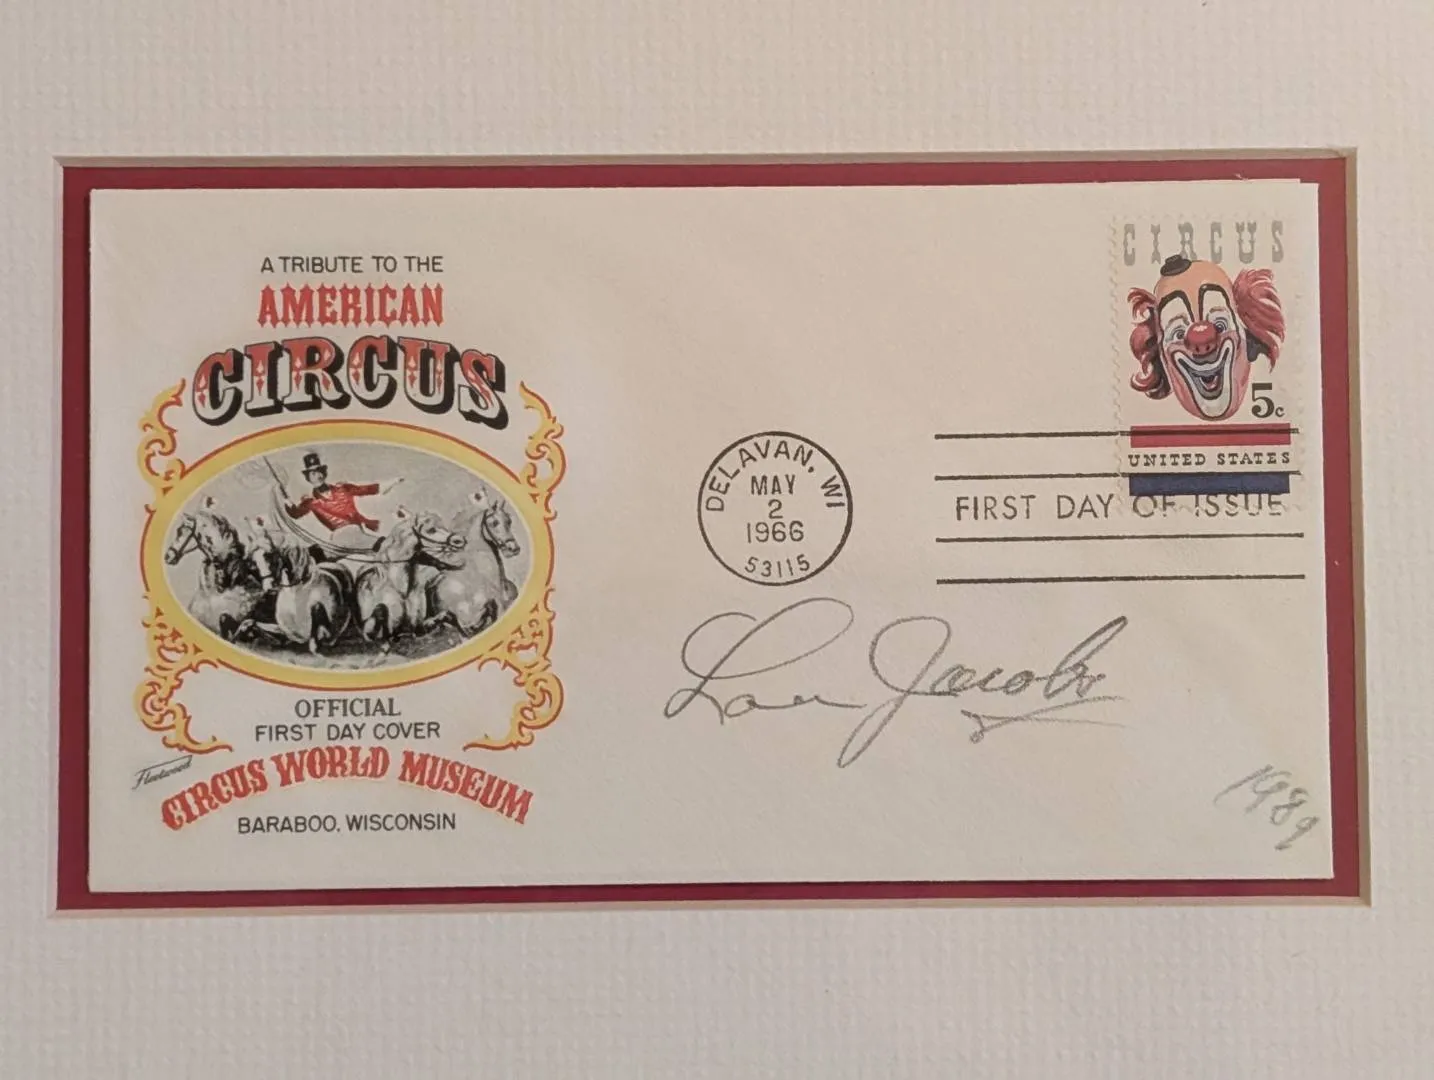 A TRIBUTE TO THE
AMERICAN
CIRCUS
OFFICIAL
FIRST DAY COVER
Fleetwood
CIRCUS WORLD MUSEUM
BARABOO, WISCONSIN
DELAVAN, WI
MAY
2
1966
53115
CIRCUS
5c
UNITED STATES
FIRST DAY OF ISSUE
Lou Jacobs
1989